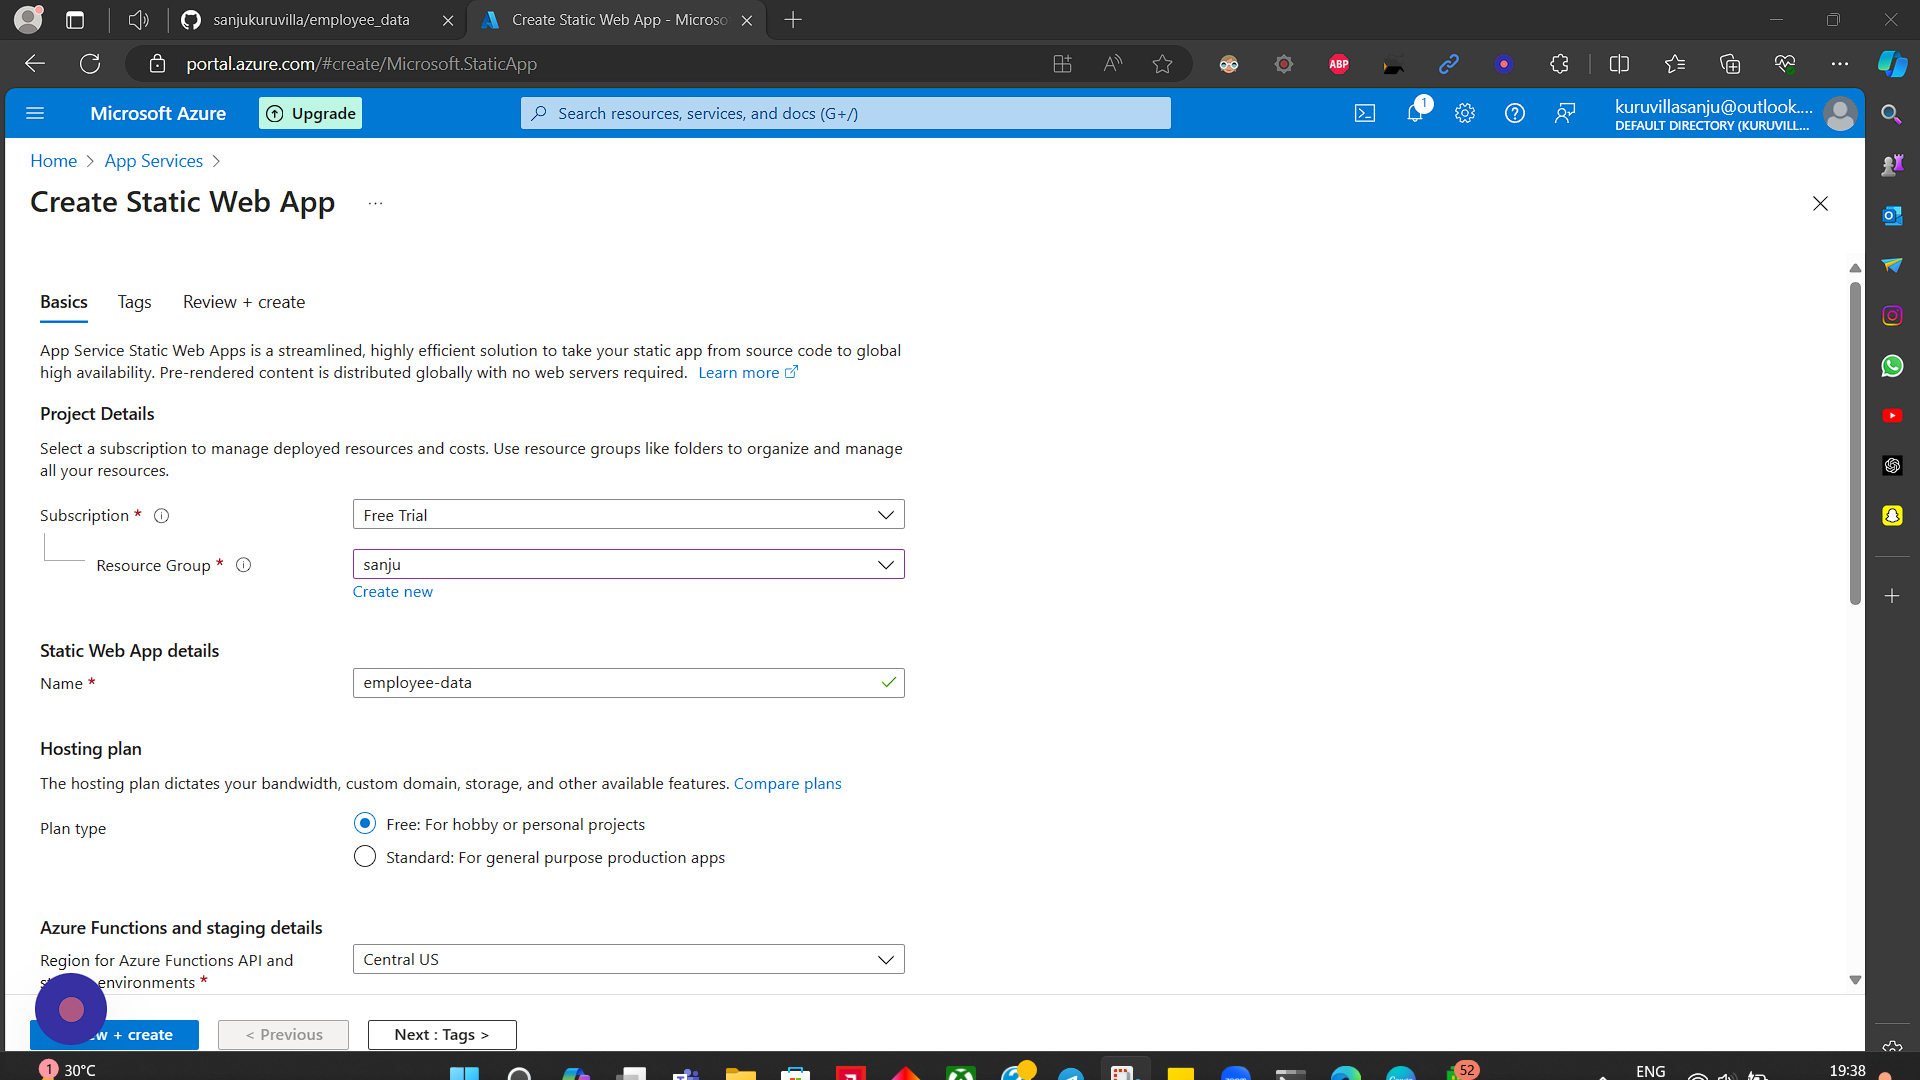 sanjukuruvilla/employee_data
Create Static Web App - Microso
portal.azure.com/#create/Microsoft.StaticApp
ABP
Microsoft Azure
Upgrade
Search resources, services, and docs (G+/)
1
kuruvillasanju@outlook....
DEFAULT DIRECTORY (KURUVILL...
Home > App Services >
Create Static Web App ...
Basics Tags Review + create
App Service Static Web Apps is a streamlined, highly efficient solution to take your static app from source code to global
high availability. Pre-rendered content is distributed globally with no web servers required. Learn more
Project Details
Select a subscription to manage deployed resources and costs. Use resource groups like folders to organize and manage
all your resources.
Subscription *
Free Trial
Resource Group *
sanju
Create new
Static Web App details
Name *
employee-data
Hosting plan
The hosting plan dictates your bandwidth, custom domain, storage, and other available features. Compare plans
Plan type
Free: For hobby or personal projects
Standard: For general purpose production apps
Azure Functions and staging details
Region for Azure Functions API and
environments *
Central US
+ create
< Previous
Next : Tags >
1
30°C
52
ENG
19:38